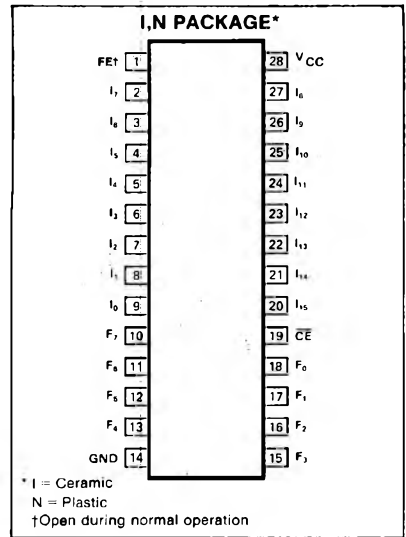 I,N PACKAGE*
FE† 1 28 VCC
I₇ 2 27 I₈
I₆ 3 26 I₉
I₅ 4 25 I₁₀
I₄ 5 24 I₁₁
I₃ 6 23 I₁₂
I₂ 7 22 I₁₃
I₁ 8 21 I₁₄
I₀ 9 20 I₁₅
F₇ 10 19 C̅E̅
F₆ 11 18 F₀
F₅ 12 17 F₁
F₄ 13 16 F₂
GND 14 15 F₃
* I = Ceramic
N = Plastic
†Open during normal operation